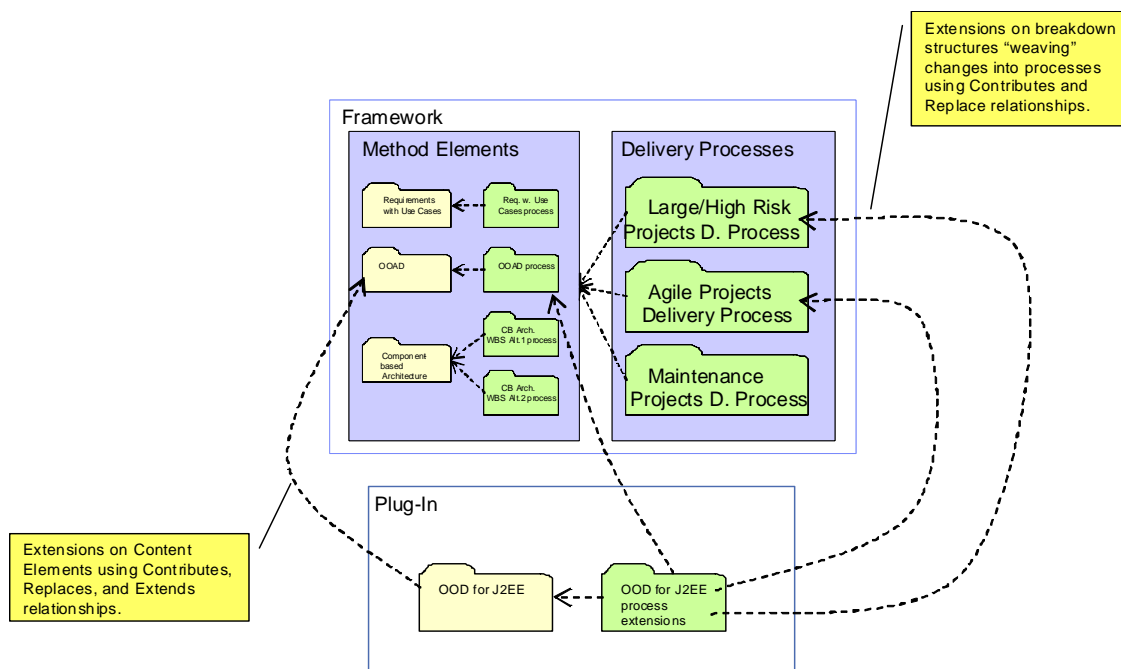 Extensions on breakdown
structures “weaving”
changes into processes
using Contributes and
Replace relationships.
Framework
Method Elements
Delivery Processes
Requirements
with Use Cases
Req. w. Use
Cases process
Large/High Risk
Projects D. Process
OOAD
OOAD process
Agile Projects
Delivery Process
CB Arch.
WBS Alt.1 process
Component-
based
Architecture
CB Arch.
WBS Alt.2 process
Maintenance
Projects D. Process
Plug-In
Extensions on Content
Elements using Contributes,
Replaces, and Extends
relationships.
OOD for J2EE
OOD for J2EE
process
extensions